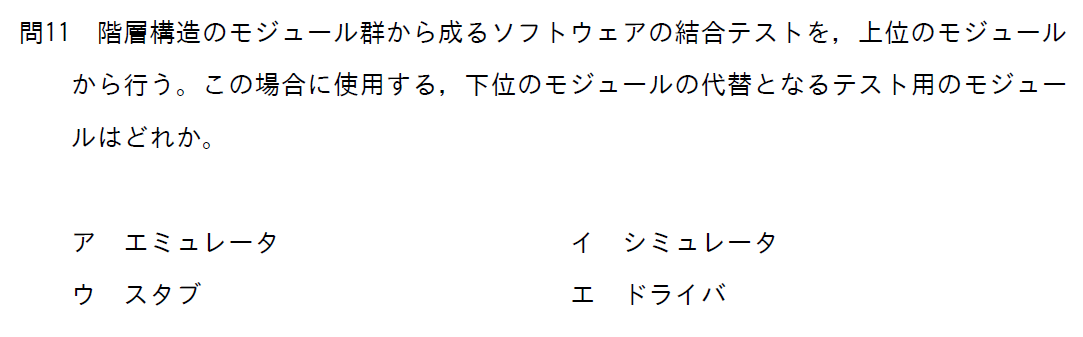 問11 階層構造のモジュール群から成るソフトウェアの結合テストを，上位のモジュール
から行う。この場合に使用する，下位のモジュールの代替となるテスト用のモジュー
ルはどれか。
ア エミュレータ イ シミュレータ
ウ スタブ エ ドライバ